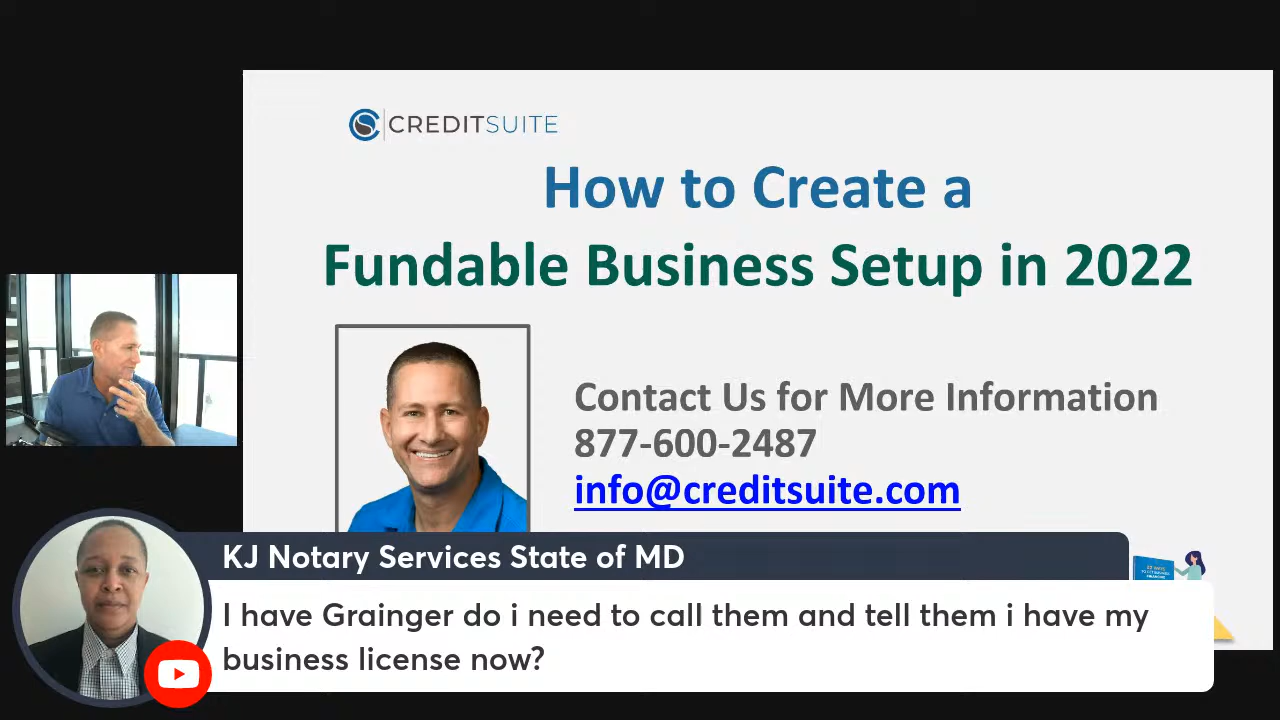 CREDITSUITE
How to Create a
Fundable Business Setup in 2022
Contact Us for More Information
877-600-2487
info@creditsuite.com
KJ Notary Services State of MD
I have Grainger do i need to call them and tell them i have my
business license now?